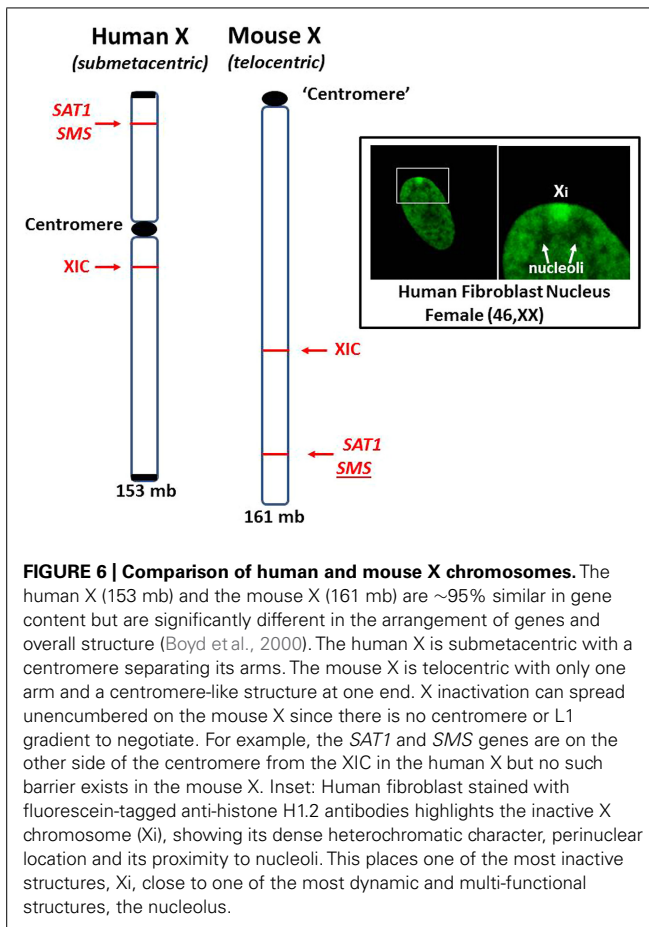 Human X
(submetacentric)
Mouse X
(telocentric)
'Centromere'
SAT1
SMS
Centromere
XIC
Xi
nucleoli
Human Fibroblast Nucleus
Female (46,XX)
XIC
SAT1
SMS
153 mb
161 mb
FIGURE 6 | Comparison of human and mouse X chromosomes. The
human X (153 mb) and the mouse X (161 mb) are ~95% similar in gene
content but are significantly different in the arrangement of genes and
overall structure (Boyd et al., 2000). The human X is submetacentric with a
centromere separating its arms. The mouse X is telocentric with only one
arm and a centromere-like structure at one end. X inactivation can spread
unencumbered on the mouse X since there is no centromere or L1
gradient to negotiate. For example, the SAT1 and SMS genes are on the
other side of the centromere from the XIC in the human X but no such
barrier exists in the mouse X. Inset: Human fibroblast stained with
fluorescein-tagged anti-histone H1.2 antibodies highlights the inactive X
chromosome (Xi), showing its dense heterochromatic character, perinuclear
location and its proximity to nucleoli. This places one of the most inactive
structures, Xi, close to one of the most dynamic and multi-functional
structures, the nucleolus.